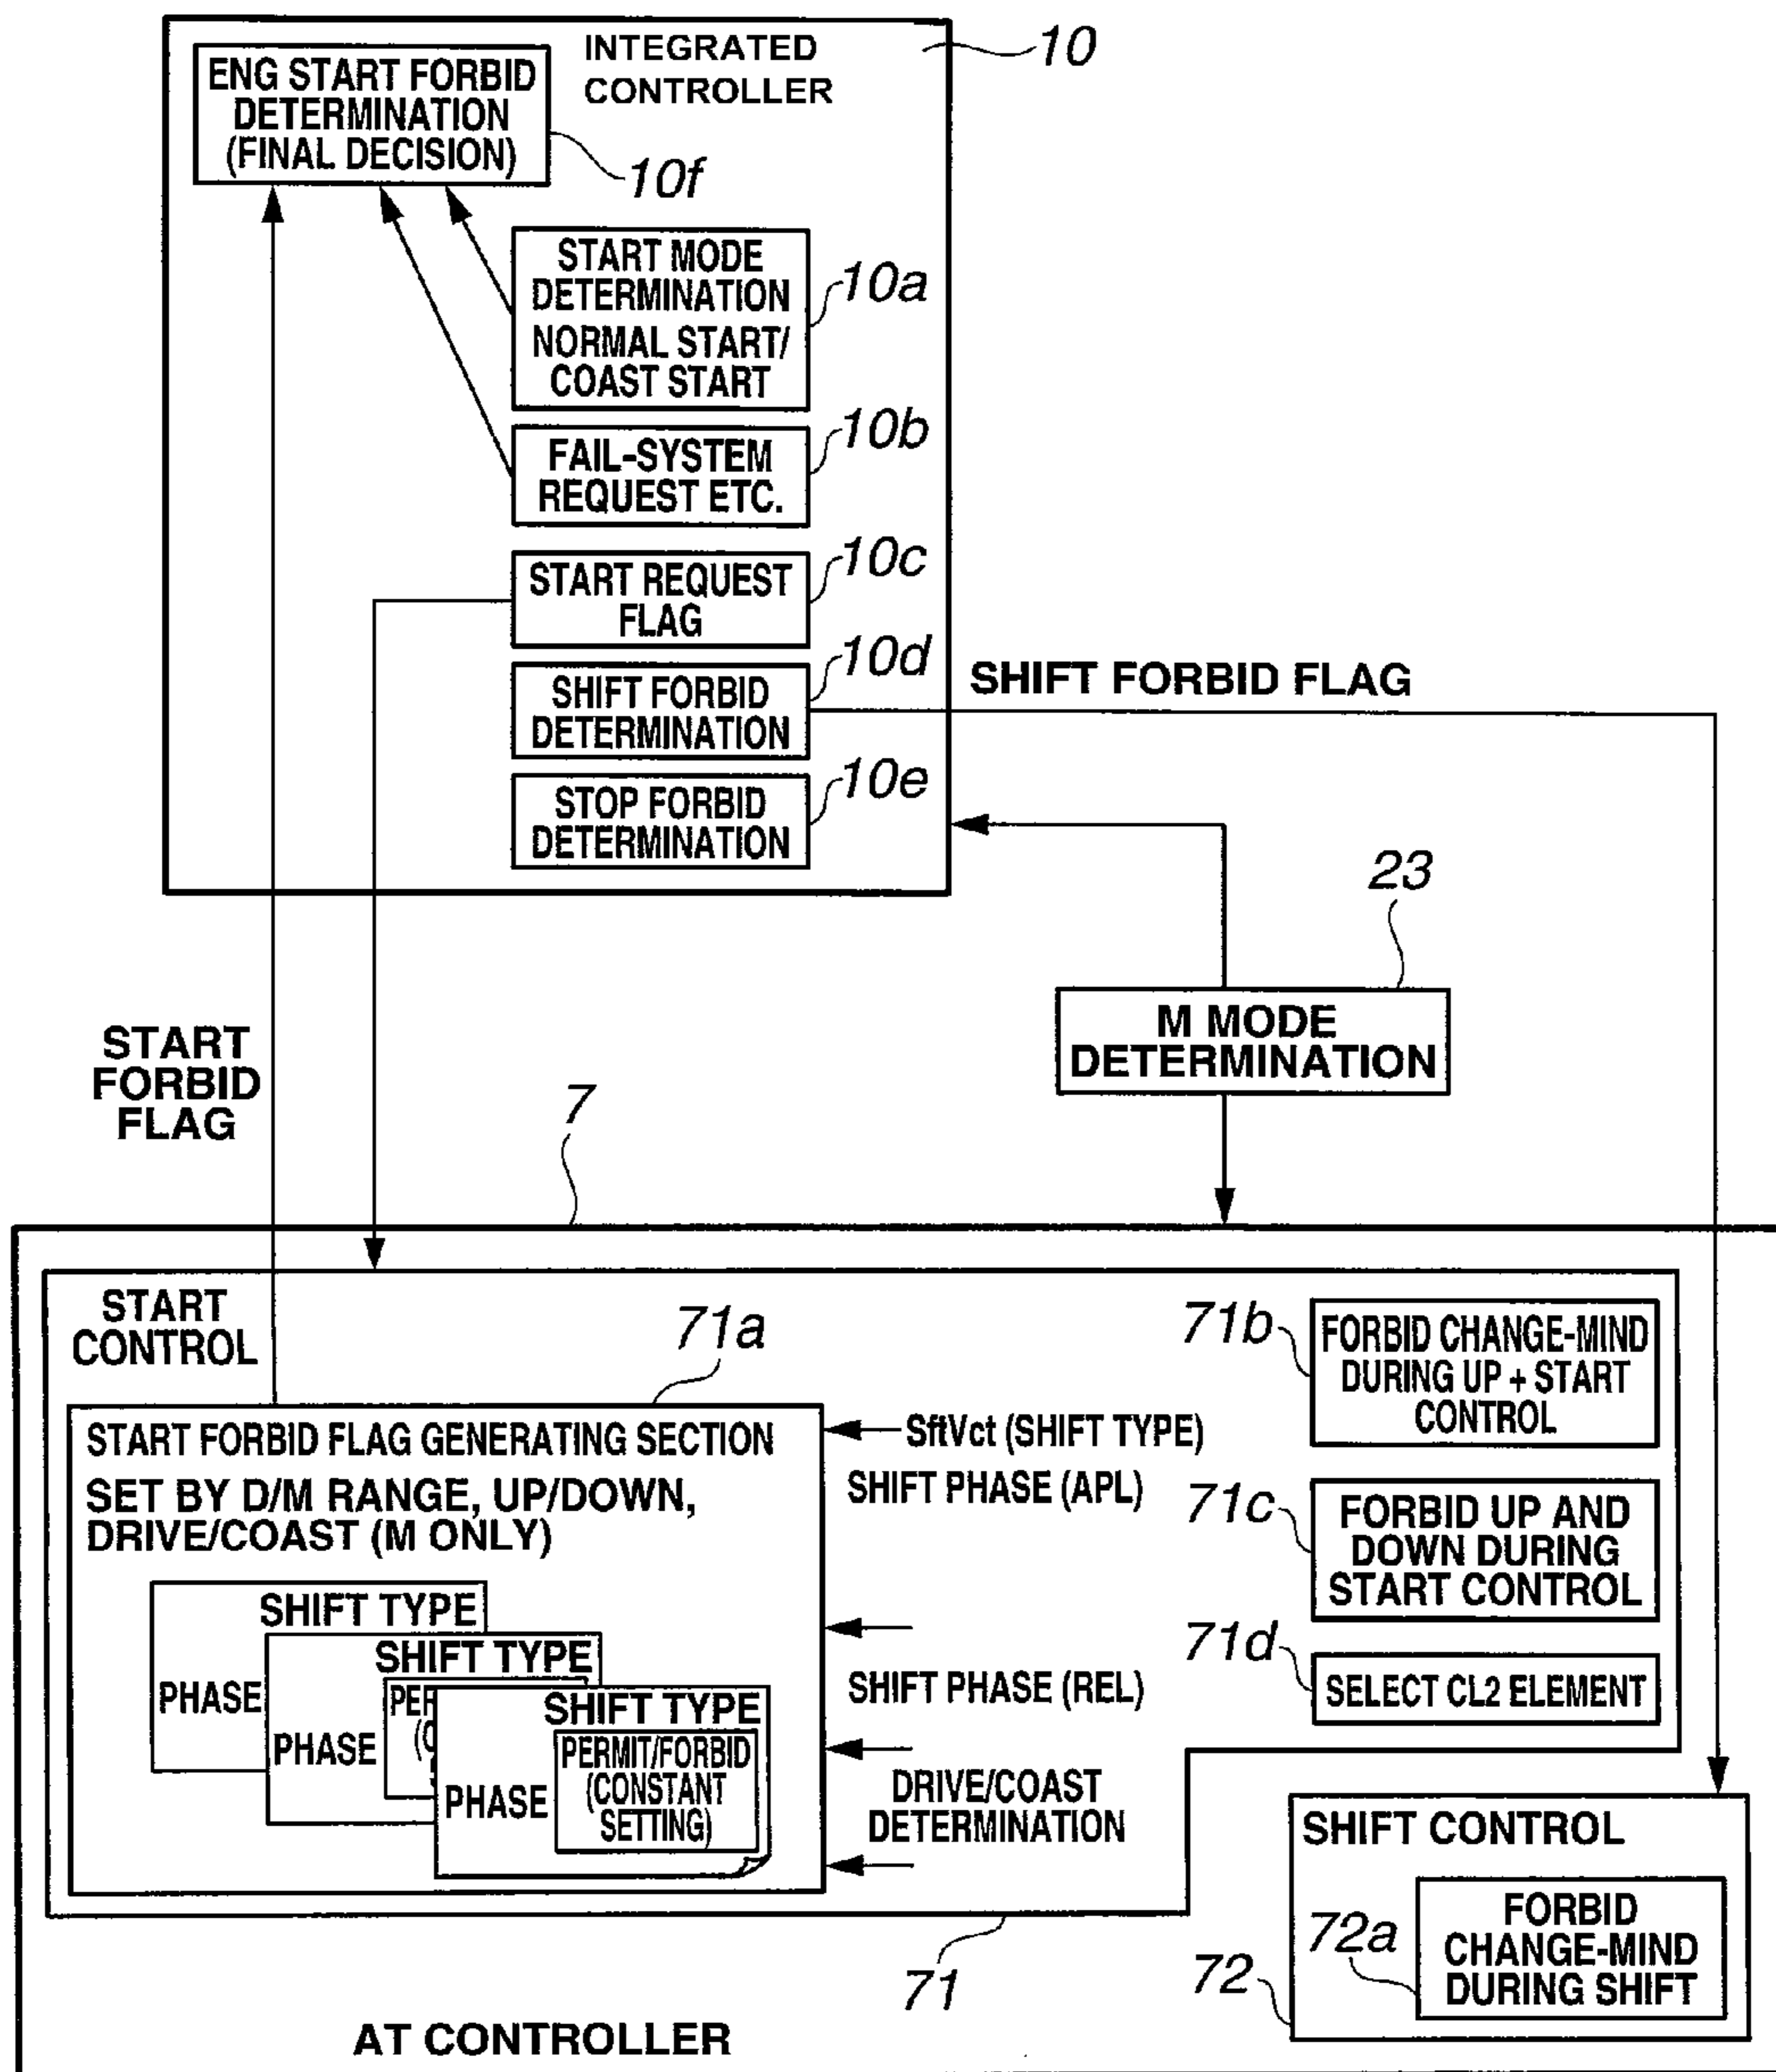 INTEGRATED
CONTROLLER
10
ENG START FORBID
DETERMINATION
(FINAL DECISION)
10f
START MODE
DETERMINATION
NORMAL START/
COAST START
10a
FAIL-SYSTEM
REQUEST ETC.
10b
START REQUEST
FLAG
10c
SHIFT FORBID
DETERMINATION
10d
SHIFT FORBID FLAG
STOP FORBID
DETERMINATION
10e
23
M MODE
DETERMINATION
START
FORBID
FLAG
7
START
CONTROL
71a
START FORBID FLAG GENERATING SECTION
SET BY D/M RANGE, UP/DOWN,
DRIVE/COAST (M ONLY)
SHIFT TYPE
PHASE
SHIFT TYPE
PER
(C
PHASE
SHIFT TYPE
PERMIT/FORBID
(CONSTANT
SETTING)
PHASE
SftVct (SHIFT TYPE)
SHIFT PHASE (APL)
SHIFT PHASE (REL)
DRIVE/COAST
DETERMINATION
71b
FORBID CHANGE-MIND
DURING UP + START
CONTROL
71c
FORBID UP AND
DOWN DURING
START CONTROL
71d
SELECT CL2 ELEMENT
71
SHIFT CONTROL
72a
FORBID
CHANGE-MIND
DURING SHIFT
72
AT CONTROLLER